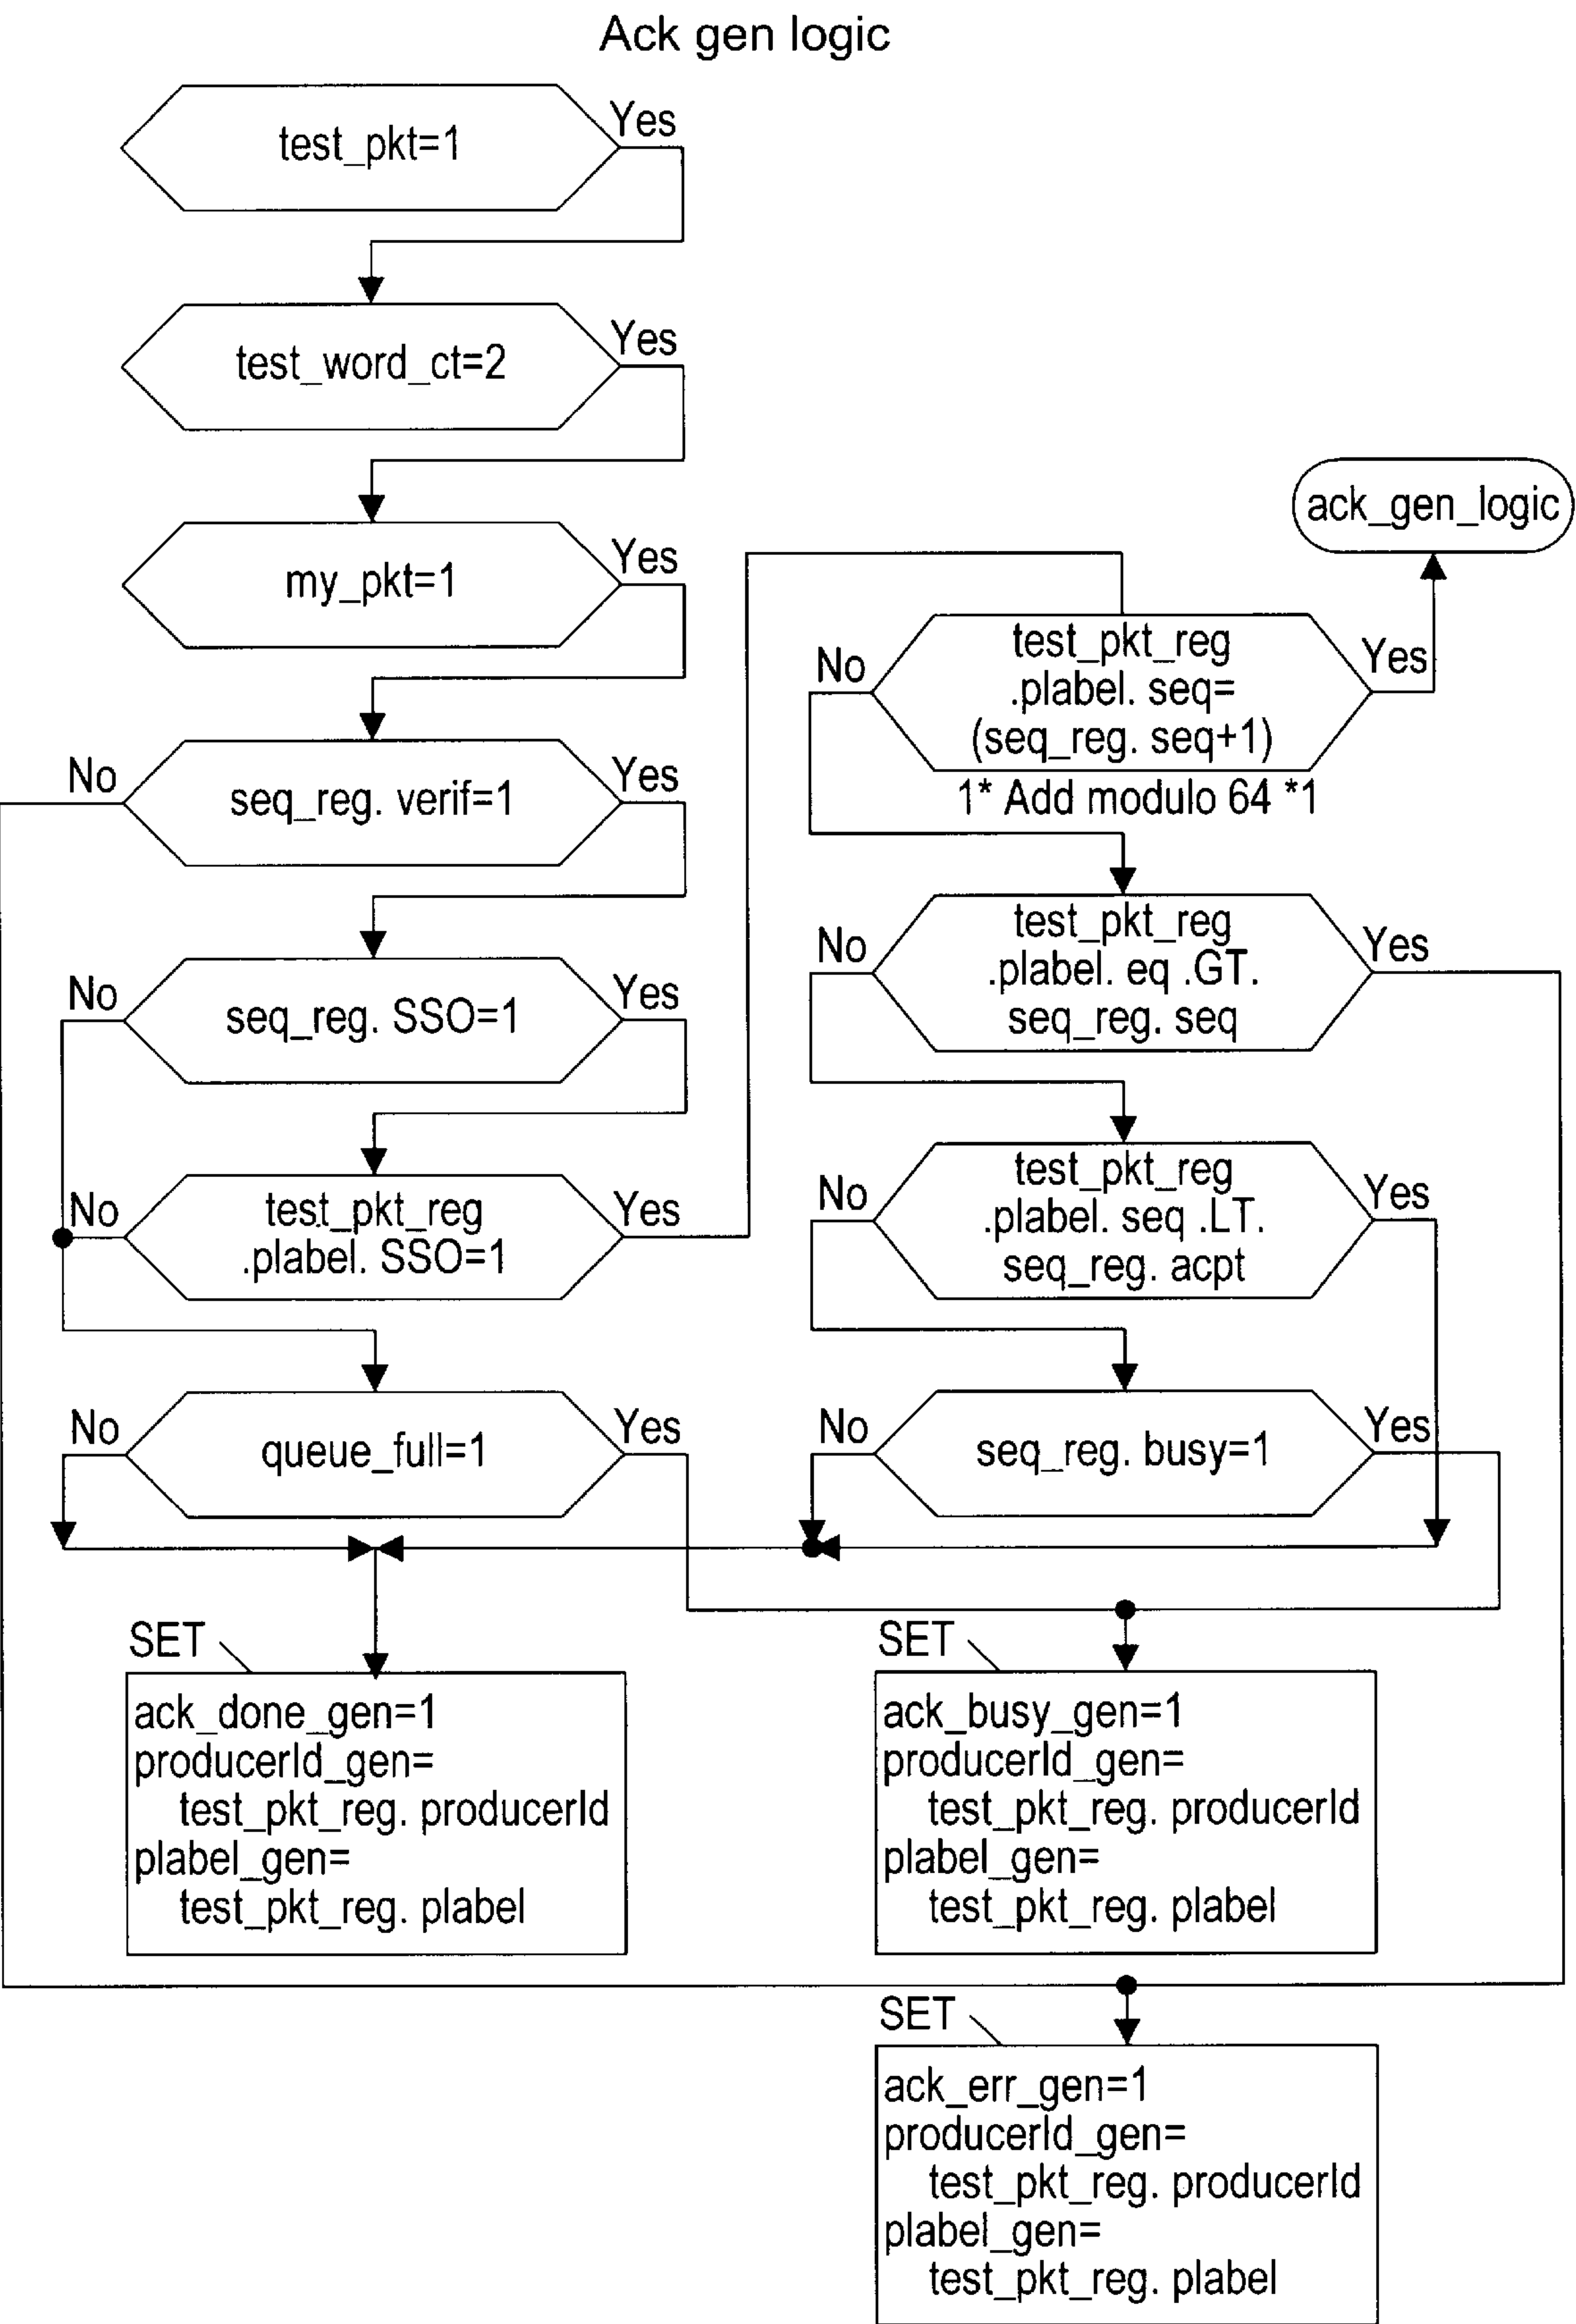 Ack gen logic
test_pkt=1
Yes
test_word_ct=2
Yes
my_pkt=1
Yes
No
seq_reg. verif=1
Yes
No
seq_reg. SSO=1
Yes
No
test_pkt_reg
.plabel. SSO=1
Yes
No
queue_full=1
Yes
ack_gen_logic
No
test_pkt_reg
.plabel. seq=
(seq_reg. seq+1)
Yes
1* Add modulo 64 *1
No
test_pkt_reg
.plabel. eq .GT.
seq_reg. seq
Yes
No
test_pkt_reg
.plabel. seq .LT.
seq_reg. acpt
Yes
No
seq_reg. busy=1
Yes
SET
ack_done_gen=1
producerId_gen=
test_pkt_reg. producerId
plabel_gen=
test_pkt_reg. plabel
SET
ack_busy_gen=1
producerId_gen=
test_pkt_reg. producerId
plabel_gen=
test_pkt_reg. plabel
SET
ack_err_gen=1
producerId_gen=
test_pkt_reg. producerId
plabel_gen=
test_pkt_reg. plabel